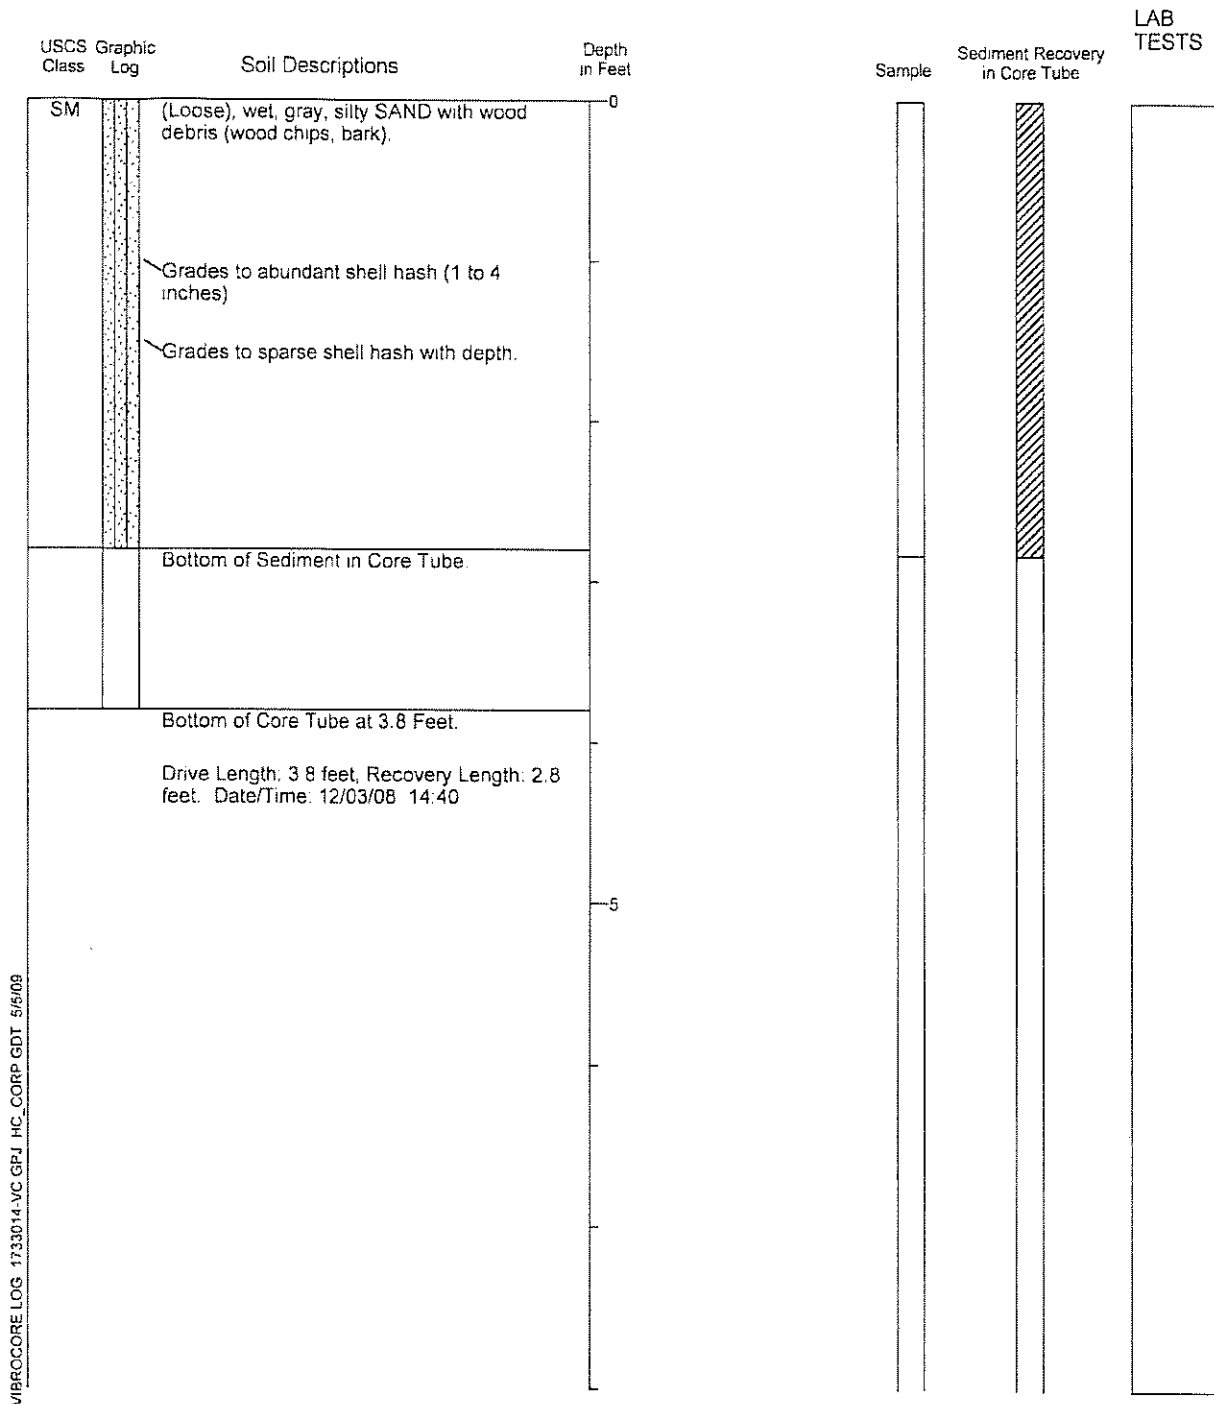 LAB
TESTS
USCS Graphic
Class Log
Soil Descriptions
Depth
in Feet
Sample
Sediment Recovery
in Core Tube
SM
(Loose), wet, gray, silty SAND with wood
debris (wood chips, bark).
0
Grades to abundant shell hash (1 to 4
inches)
Grades to sparse shell hash with depth.
Bottom of Sediment in Core Tube.
Bottom of Core Tube at 3.8 Feet.
Drive Length: 3 8 feet, Recovery Length: 2.8
feet. Date/Time: 12/03/08 14:40
5
VIBROCORE LOG 1733014-VC GPJ HC_CORP GDT 5/5/09